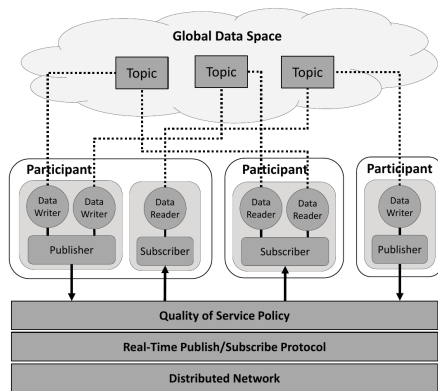 Global Data Space
Topic
Topic
Topic
Participant
Participant
Participant
Data
Writer
Data
Writer
Data
Reader
Data
Reader
Data
Reader
Data
Writer
Publisher
Subscriber
Subscriber
Publisher
Quality of Service Policy
Real-Time Publish/Subscribe Protocol
Distributed Network